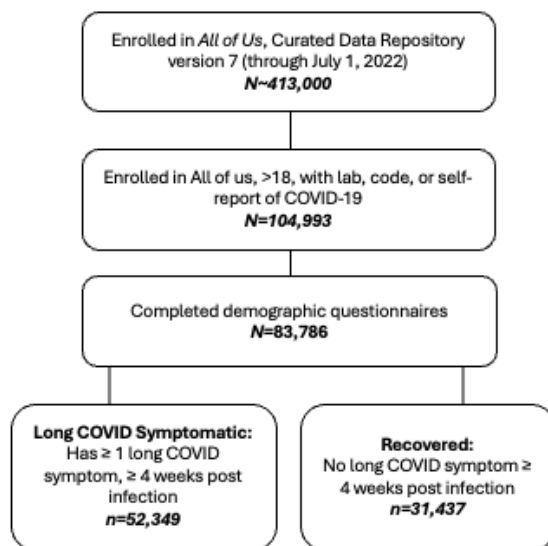 Enrolled in All of Us, Curated Data Repository
version 7 (through July 1, 2022)
N~413,000
Enrolled in All of us, >18, with lab, code, or self-
report of COVID-19
N=104,993
Completed demographic questionnaires
N=83,786
Long COVID Symptomatic:
Has ≥ 1 long COVID
symptom, ≥ 4 weeks post
infection
n=52,349
Recovered:
No long COVID symptom ≥
4 weeks post infection
n=31,437